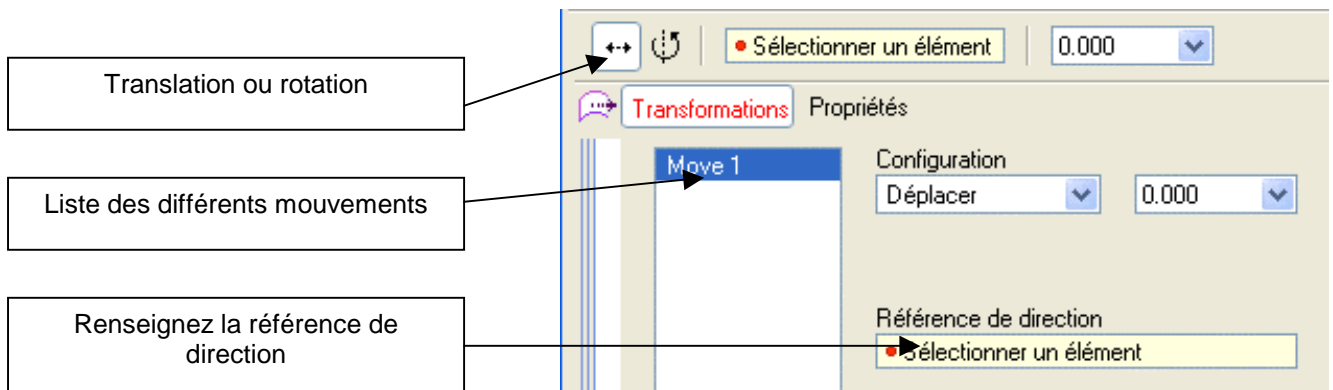 Sélectionner un élément 0.000
Translation ou rotation
Transformations Propriétés
Move 1
Configuration
Déplacer 0.000
Liste des différents mouvements
Référence de direction
Sélectionner un élément
Renseignez la référence de
direction